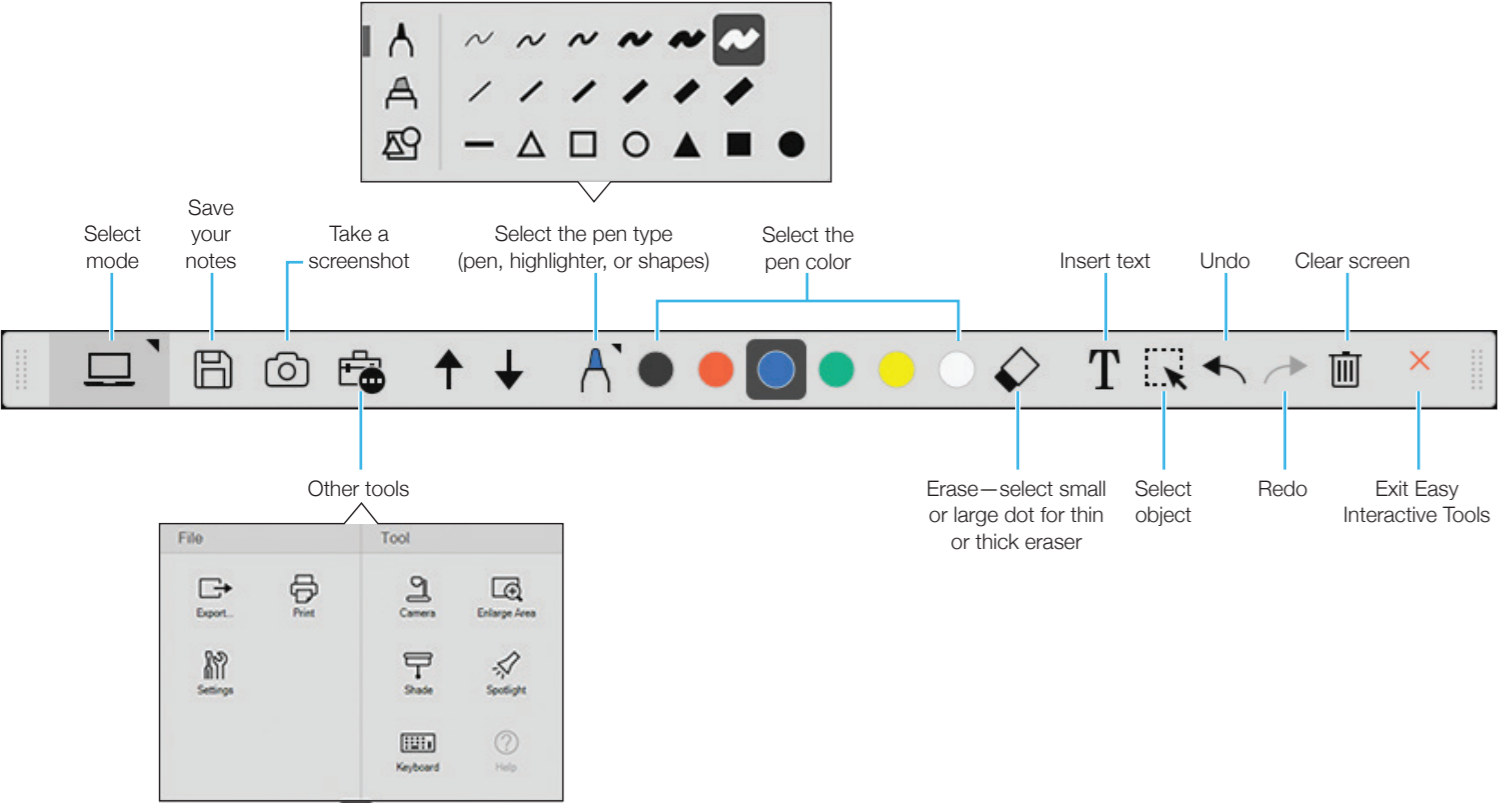 Select
mode
Save
your
notes
Take a
screenshot
Select the pen type
(pen, highlighter, or shapes)
Select the
pen color
Insert text
Undo
Clear screen
T
Other tools
Erase—select small
or large dot for thin
or thick eraser
Select
object
Redo
Exit Easy
Interactive Tools
File
Tool
Export...
Print
Camera
Enlarge Area
Settings
Shade
Spotlight
Keyboard
Help